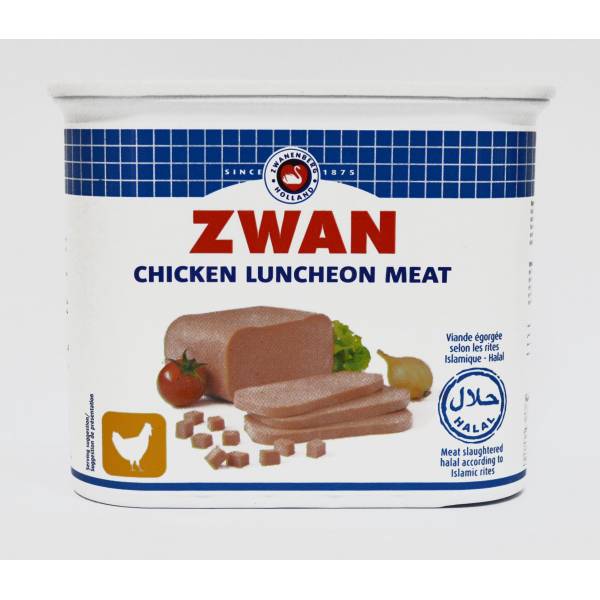 SINCE 1875
ZWANENBERG
HOLLAND
ZWAN
CHICKEN LUNCHEON MEAT
Viande égorgée
selon les rites
Islamique - Halal
حلال
HALAL
Meat slaughtered
halal according to
Islamic rites
Serving suggestion/
Suggestion de présentation